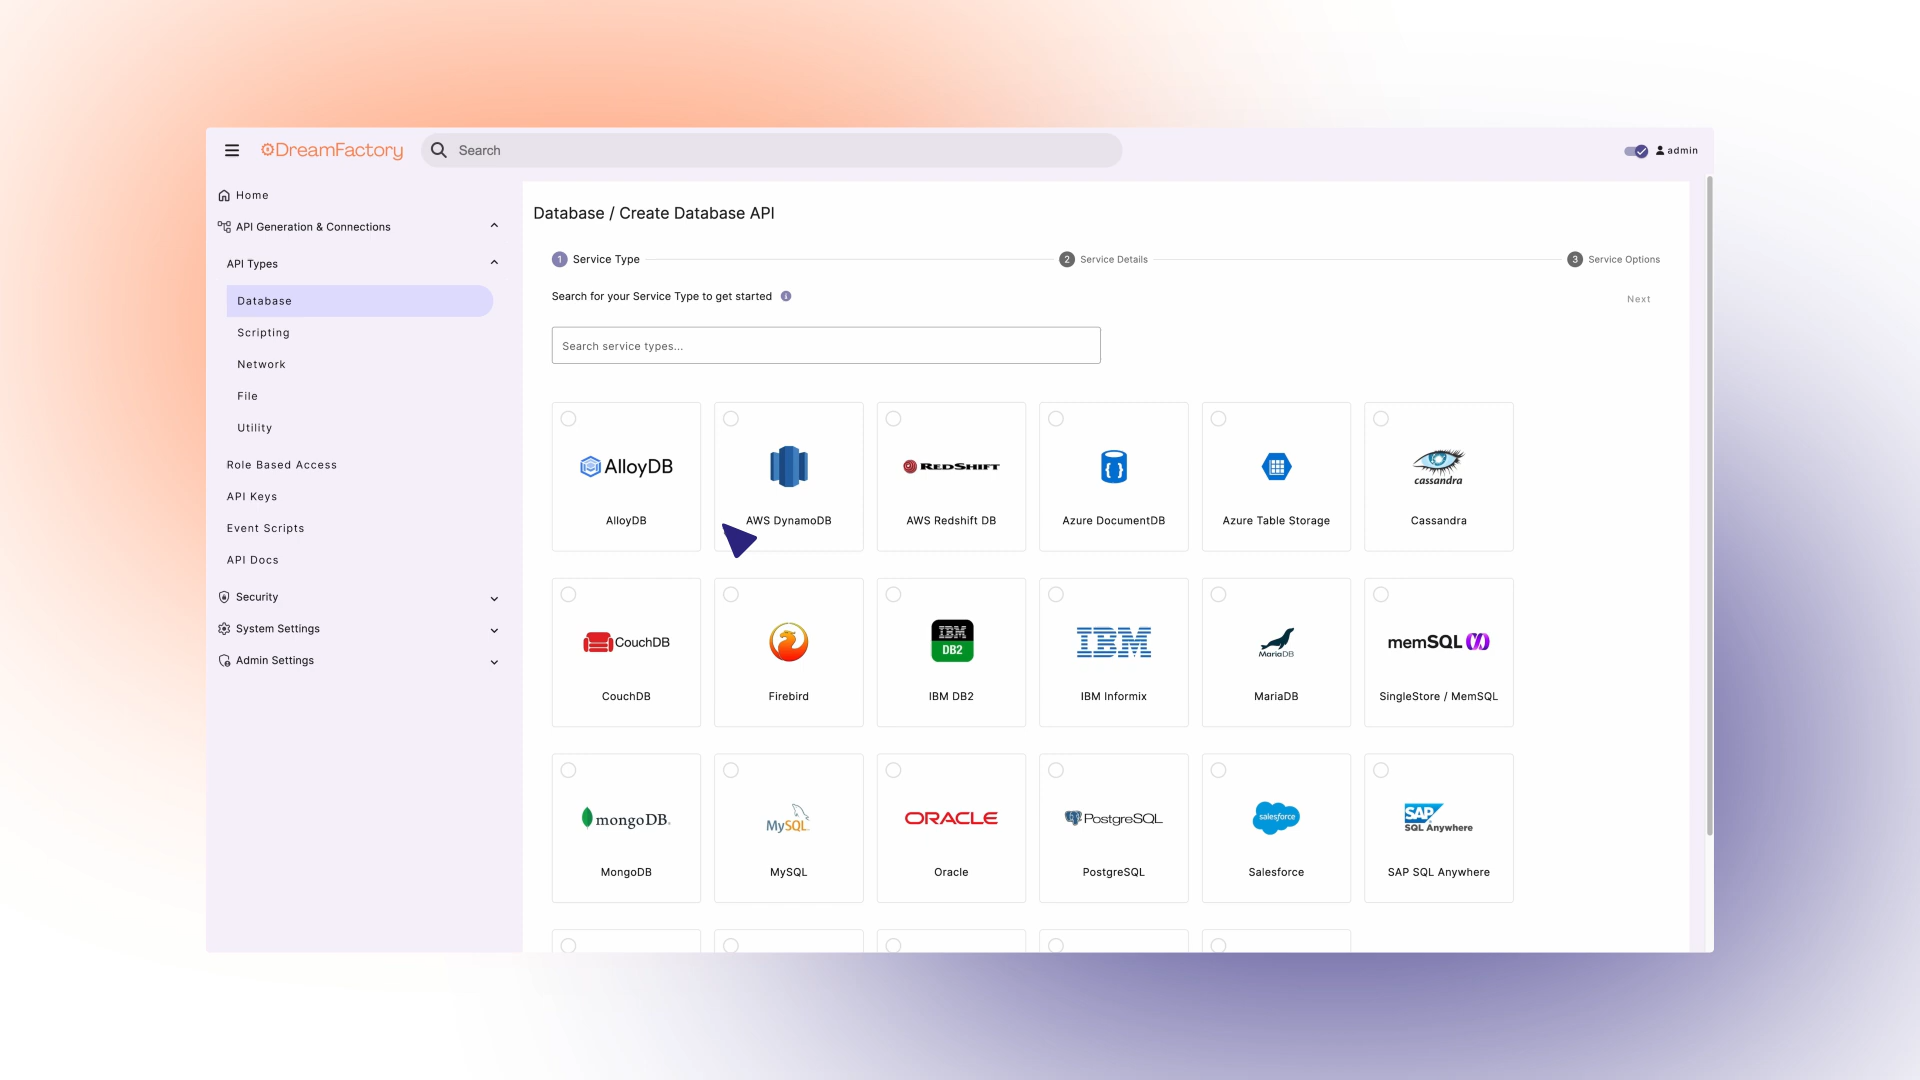 DreamFactory
Search
admin
Home
API Generation & Connections
API Types
Database
Scripting
Network
File
Utility
Role Based Access
API Keys
Event Scripts
API Docs
Security
System Settings
Admin Settings
Database / Create Database API
1 Service Type
2 Service Details
3 Service Options
Search for your Service Type to get started
Next
Search service types...
AlloyDB
REDSHIFT
cassandra
AlloyDB
AWS DynamoDB
AWS Redshift DB
Azure DocumentDB
Azure Table Storage
Cassandra
CouchDB
IBM
DB2
IBM
MariaDB
memSQL
CouchDB
Firebird
IBM DB2
IBM Informix
MariaDB
SingleStore / MemSQL
mongoDB.
MySQL
ORACLE
PostgreSQL
salesforce
SAP
SQL Anywhere
MongoDB
MySQL
Oracle
PostgreSQL
Salesforce
SAP SQL Anywhere